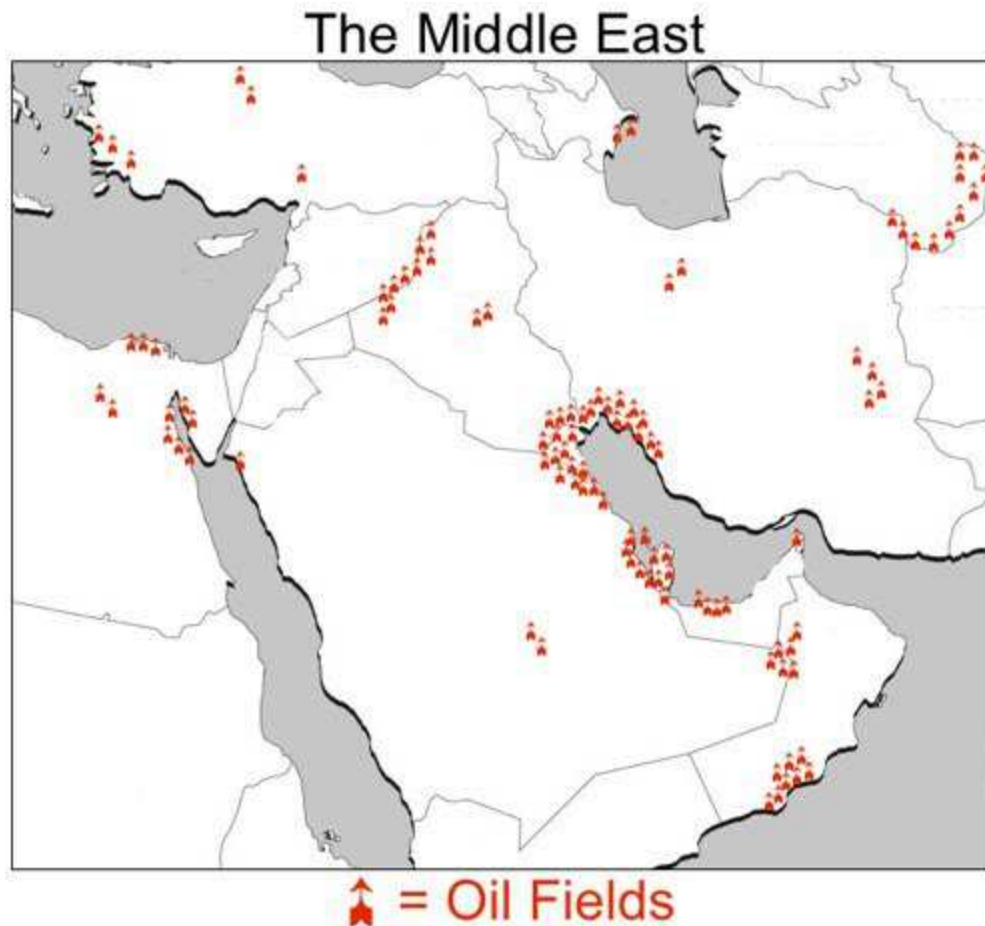 The Middle East
= Oil Fields